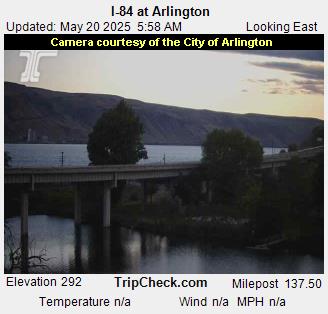 I-84 at Arlington
Updated: May 20 2025 5:58 AM Looking East
Camera courtesy of the City of Arlington
Elevation 292 TripCheck.com Milepost 137.50
Temperature n/a Wind n/a MPH n/a